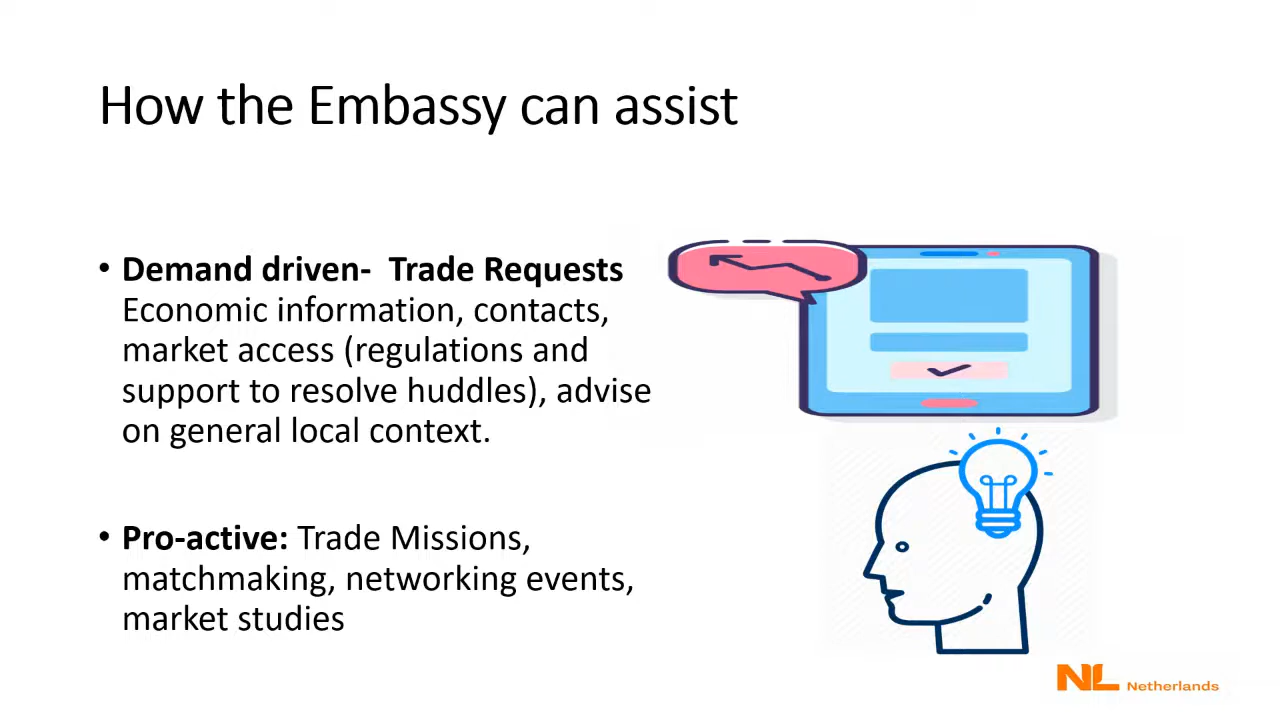 How the Embassy can assist
• Demand driven-  Trade Requests
Economic information, contacts,
market access (regulations and
support to resolve huddles), advise
on general local context.
• Pro-active: Trade Missions,
matchmaking, networking events,
market studies
NL Netherlands